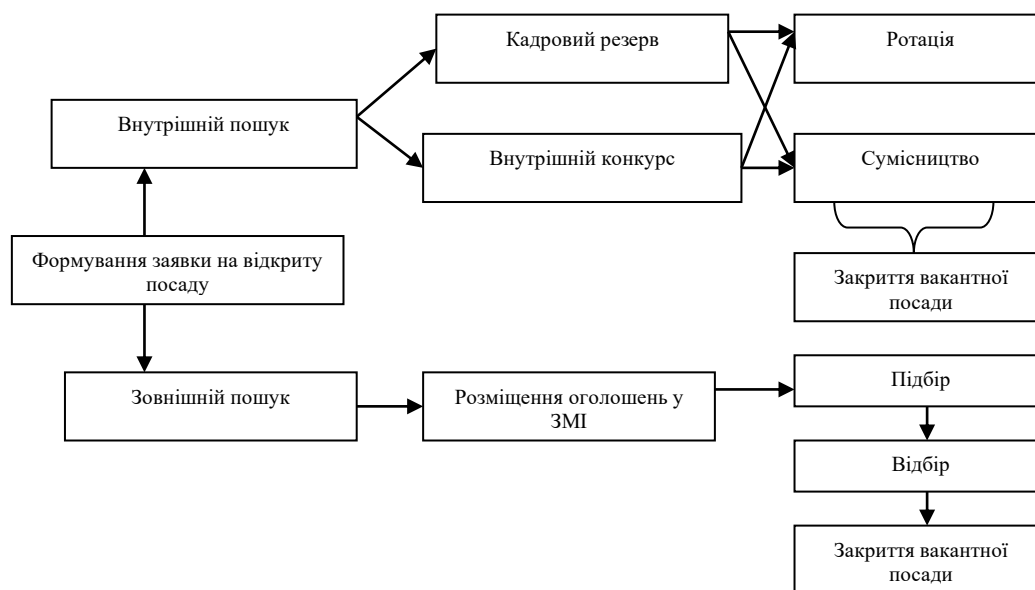 Кадровий резерв
Ротація
Внутрішній пошук
Внутрішній конкурс
Сумісництво
Формування заявки на відкриту
посаду
Закриття вакантної
посади
Зовнішній пошук
Розміщення оголошень у
ЗМІ
Підбір
Відбір
Закриття вакантної
посади